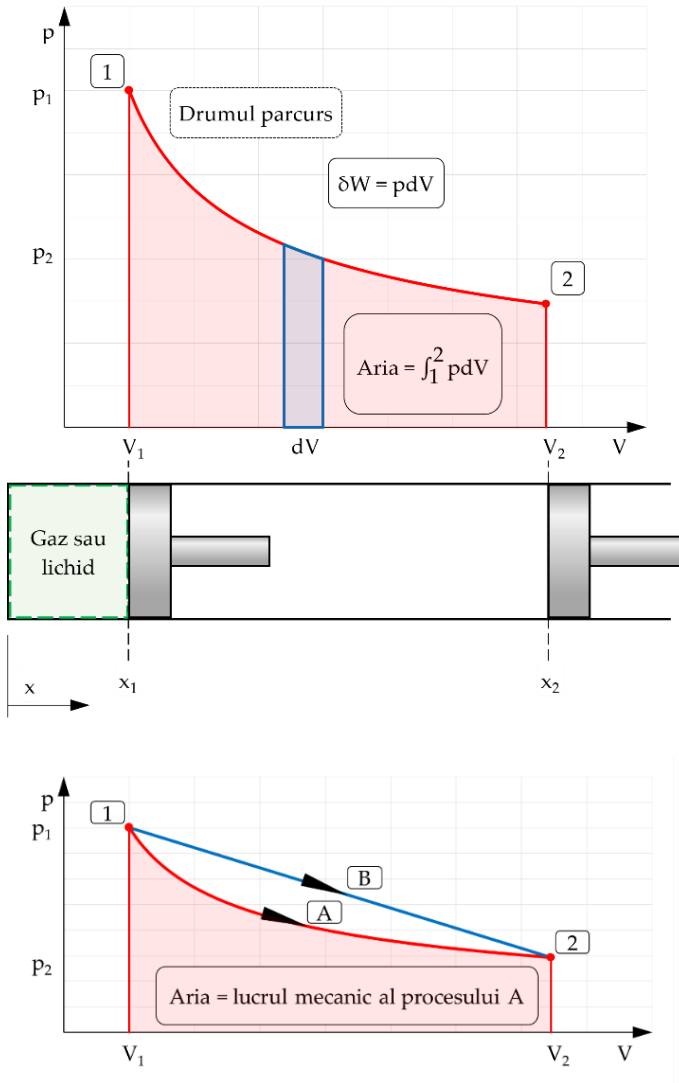 p
1
p₁
Drumul parcurs
δW = pdV
p₂
2
Aria = ∫₁² pdV
V₁
dV
V₂
V
Gaz sau
lichid
x
x₁
x₂
p
1
p₁
B
A
2
p₂
Aria = lucrul mecanic al procesului A
V₁
V₂
V